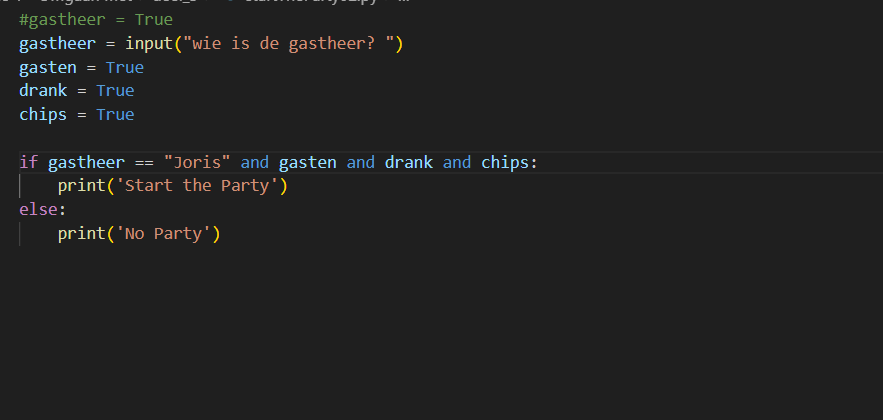 #gastheer = True
gastheer = input("wie is de gastheer? ")
gasten = True
drank = True
chips = True
if gastheer == "Joris" and gasten and drank and chips:
    print('Start the Party')
else:
    print('No Party')